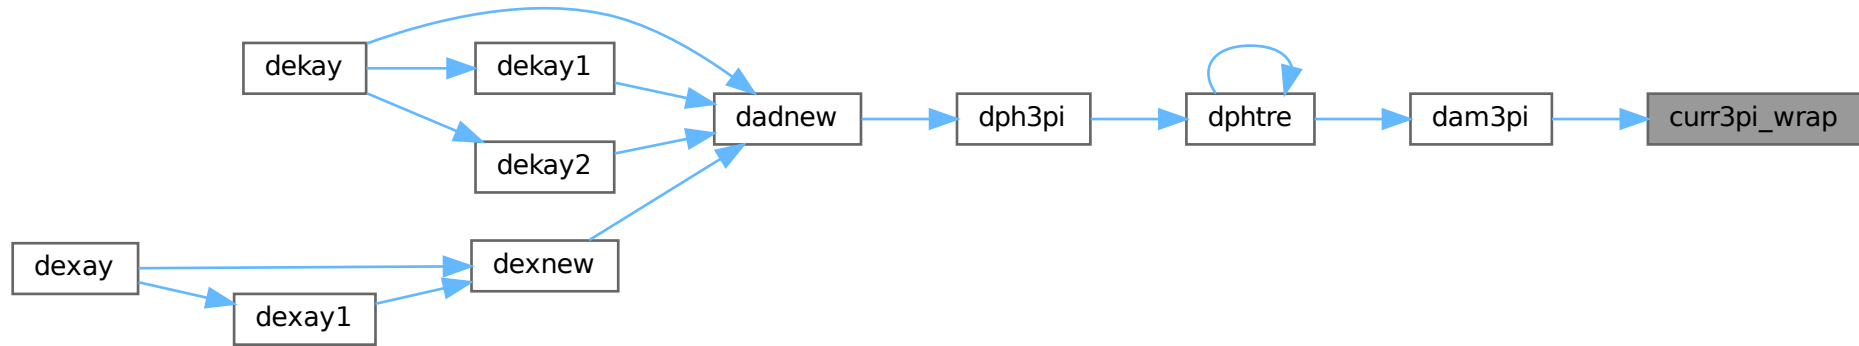 dekay
dekay1
dekay2
dadnew
dph3pi
dphtre
dam3pi
curr3pi_wrap
dexay
dexay1
dexnew